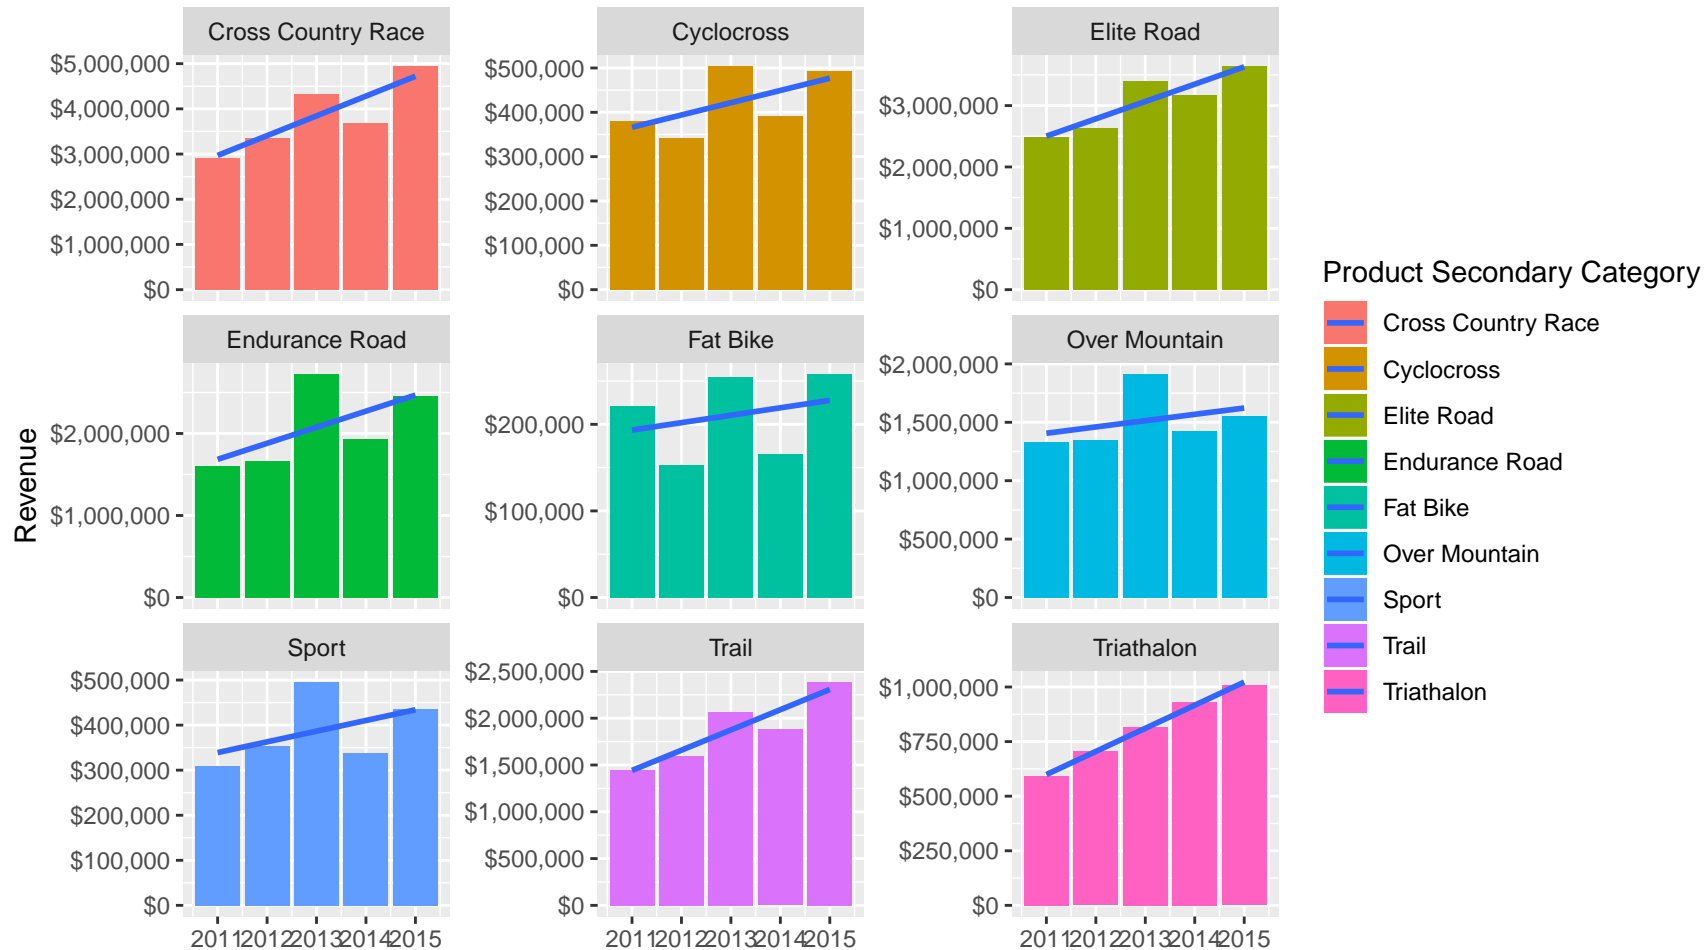 Cross Country Race
$5,000,000
$4,000,000
$3,000,000
$2,000,000
$1,000,000
$0
Cyclocross
$500,000
$400,000
$300,000
$200,000
$100,000
$0
Elite Road
$3,000,000
$2,000,000
$1,000,000
$0
Endurance Road
$2,000,000
$1,000,000
$0
Fat Bike
$200,000
$100,000
$0
Over Mountain
$2,000,000
$1,500,000
$1,000,000
$500,000
$0
Sport
$500,000
$400,000
$300,000
$200,000
$100,000
$0
2011 2012 2013 2014 2015
Trail
$2,500,000
$2,000,000
$1,500,000
$1,000,000
$500,000
$0
2011 2012 2013 2014 2015
Triathalon
$1,000,000
$750,000
$500,000
$250,000
$0
2011 2012 2013 2014 2015
Revenue
Product Secondary Category
Cross Country Race
Cyclocross
Elite Road
Endurance Road
Fat Bike
Over Mountain
Sport
Trail
Triathalon